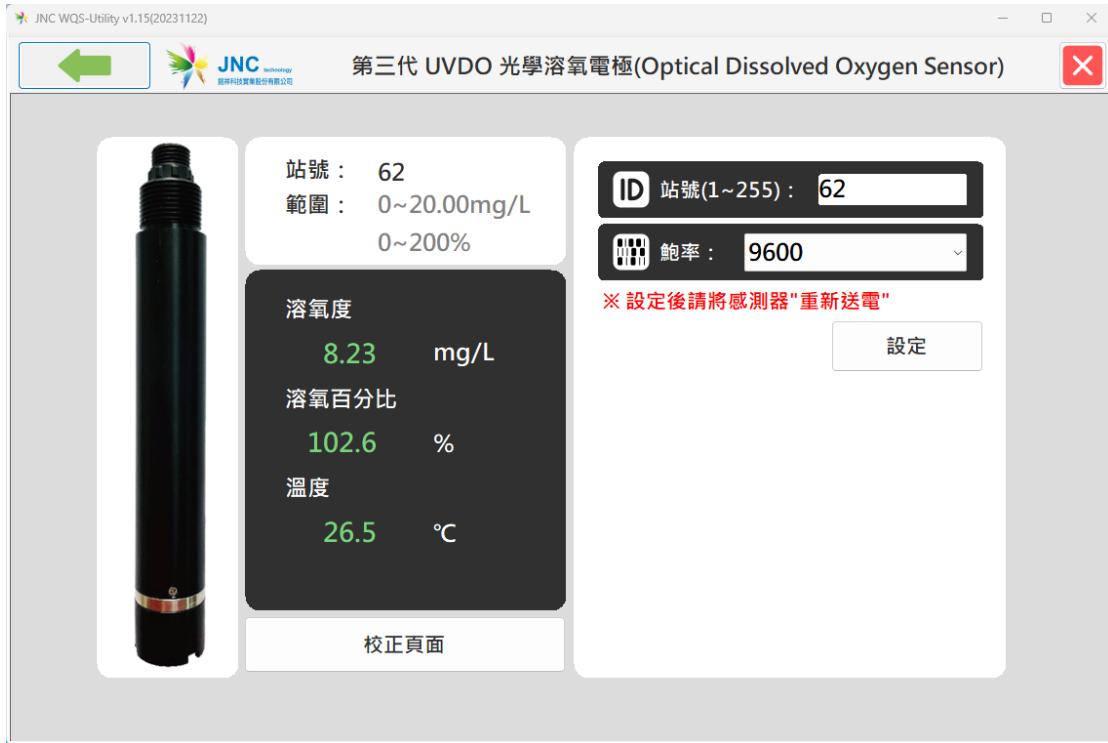 JNC WQS-Utility v1.15(20231122)
JNC technology
第三代 UVDO 光學溶氧電極(Optical Dissolved Oxygen Sensor)
站號： 62
範圍： 0~20.00mg/L
0~200%
溶氧度
8.23 mg/L
溶氧百分比
102.6 %
溫度
26.5 ℃
校正頁面
ID 站號(1~255)： 62
鮑率： 9600
※ 設定後請將感測器"重新送電"
設定